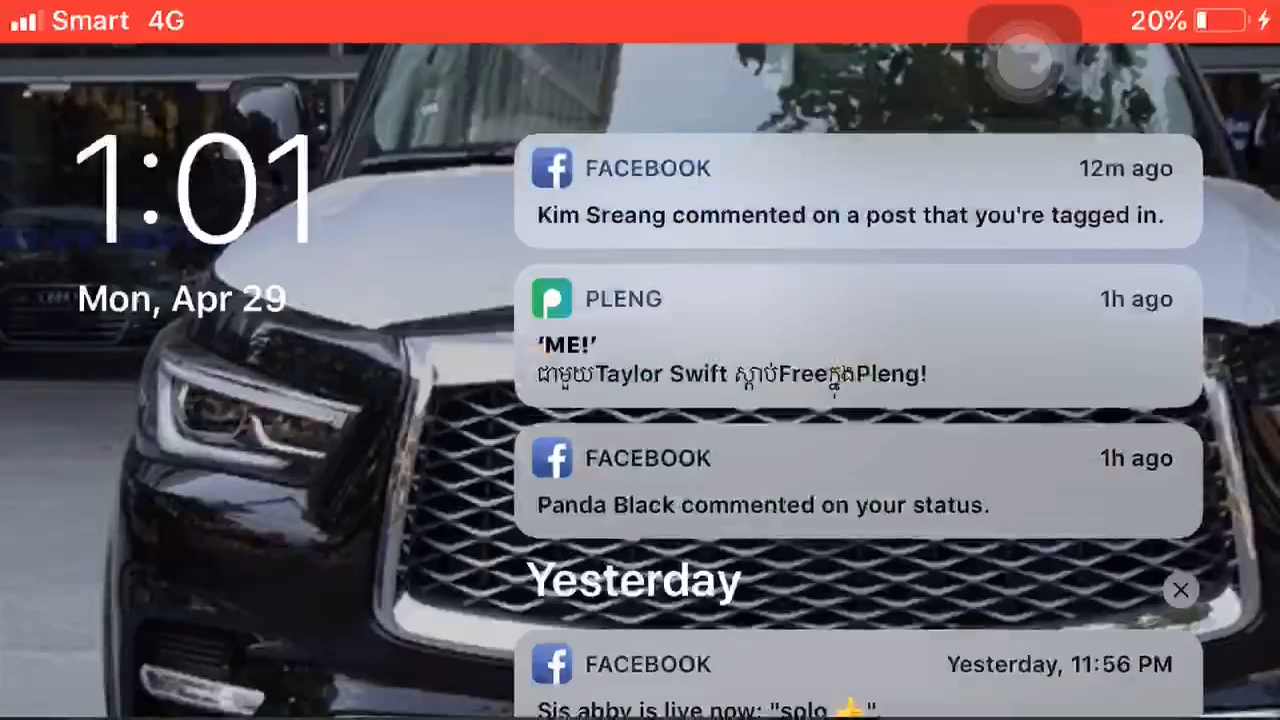 Smart 4G
20%
1:01
Mon, Apr 29
FACEBOOK
12m ago
Kim Sreang commented on a post that you're tagged in.
PLENG
1h ago
‘ME!’
ជាមួយTaylor Swift ស្តាប់Freeក្នុងPleng!
FACEBOOK
1h ago
Panda Black commented on your status.
Yesterday
FACEBOOK
Yesterday, 11:56 PM
Sis abby is live now: "solo 👍"